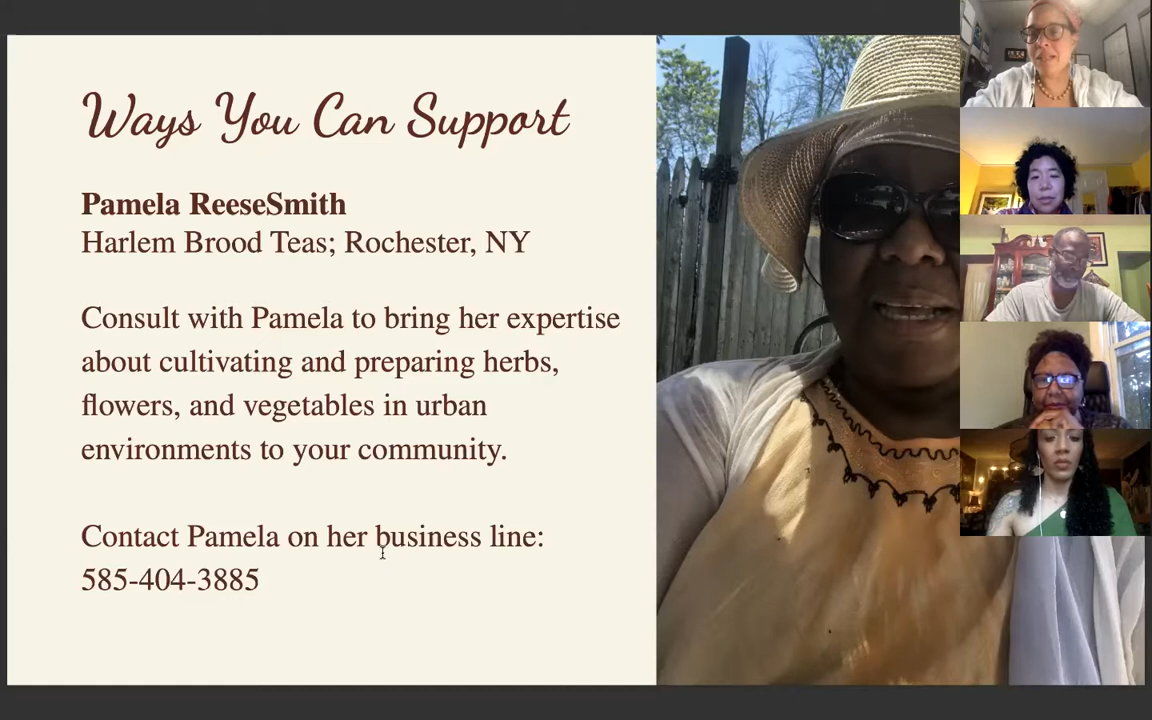 Ways You Can Support
Pamela ReeseSmith
Harlem Brood Teas; Rochester, NY
Consult with Pamela to bring her expertise
about cultivating and preparing herbs,
flowers, and vegetables in urban
environments to your community.
Contact Pamela on her business line:
585-404-3885